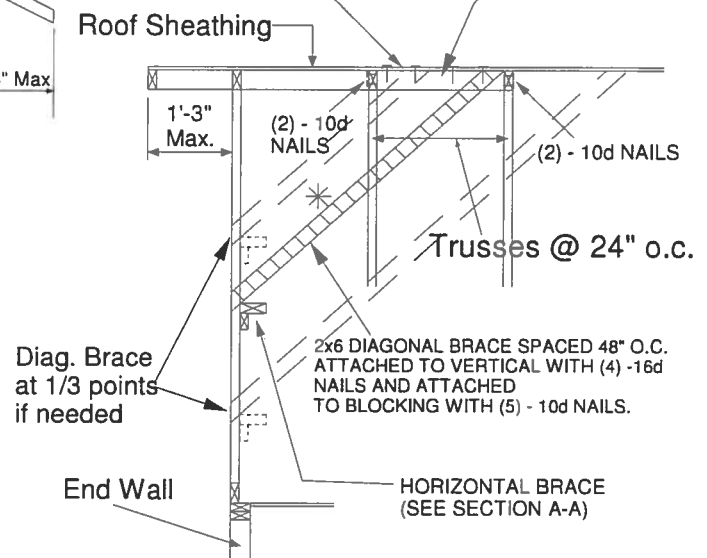 Roof Sheathing
" Max
1'-3"
Max.
(2) - 10d
NAILS
(2) - 10d NAILS
Trusses @ 24" o.c.
2x6 DIAGONAL BRACE SPACED 48" O.C.
ATTACHED TO VERTICAL WITH (4) -16d
NAILS AND ATTACHED
TO BLOCKING WITH (5) - 10d NAILS.
Diag. Brace
at 1/3 points
if needed
End Wall
HORIZONTAL BRACE
(SEE SECTION A-A)